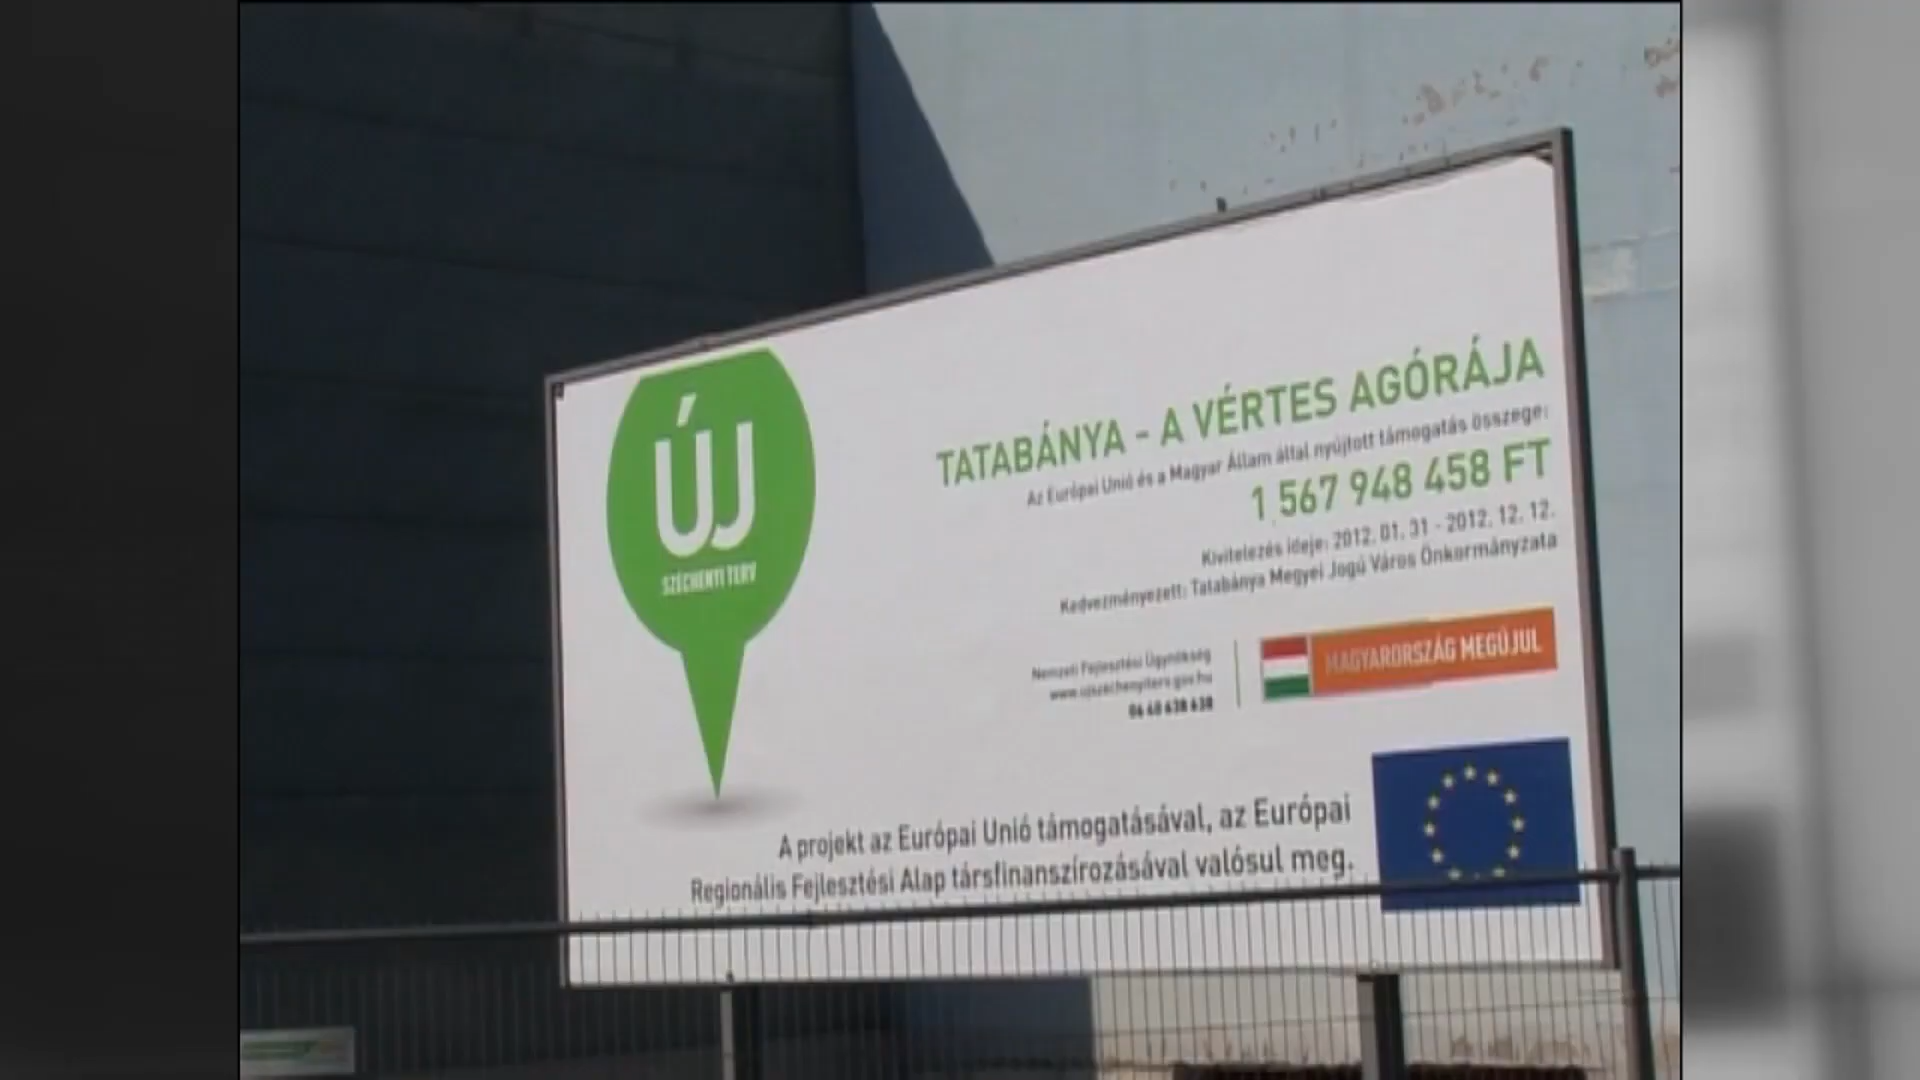 ÚJ
SZÉCHENYI TERV
TATABÁNYA - A VÉRTES AGÓRÁJA
Az Európai Unió és a Magyar Állam által nyújtott támogatás összege:
1 567 948 458 FT
Kivitelezés ideje: 2012. 01. 31 - 2012. 12. 12.
Kedvezményezett: Tatabánya Megyei Jogú Város Önkormányzata
Nemzeti Fejlesztési Ügynökség
www.ujszechenyiterv.gov.hu
06 40 638 638
MAGYARORSZÁG MEGÚJUL
A projekt az Európai Unió támogatásával, az Európai
Regionális Fejlesztési Alap társfinanszírozásával valósul meg.